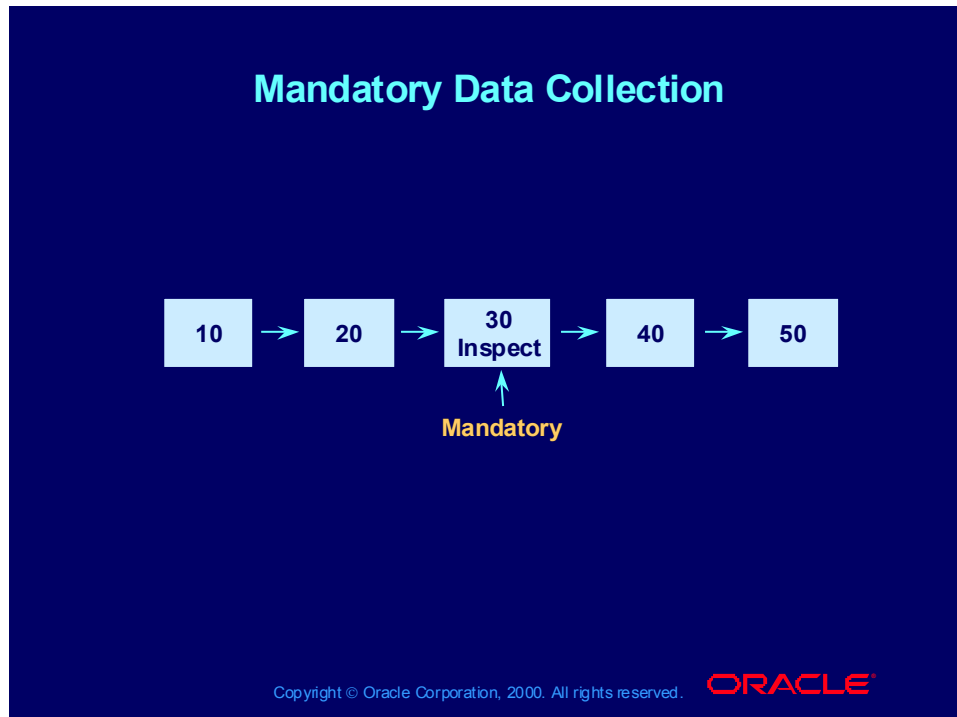 Mandatory Data Collection
10
20
30
Inspect
40
50
Mandatory
Copyright © Oracle Corporation, 2000. All rights reserved.
ORACLE®